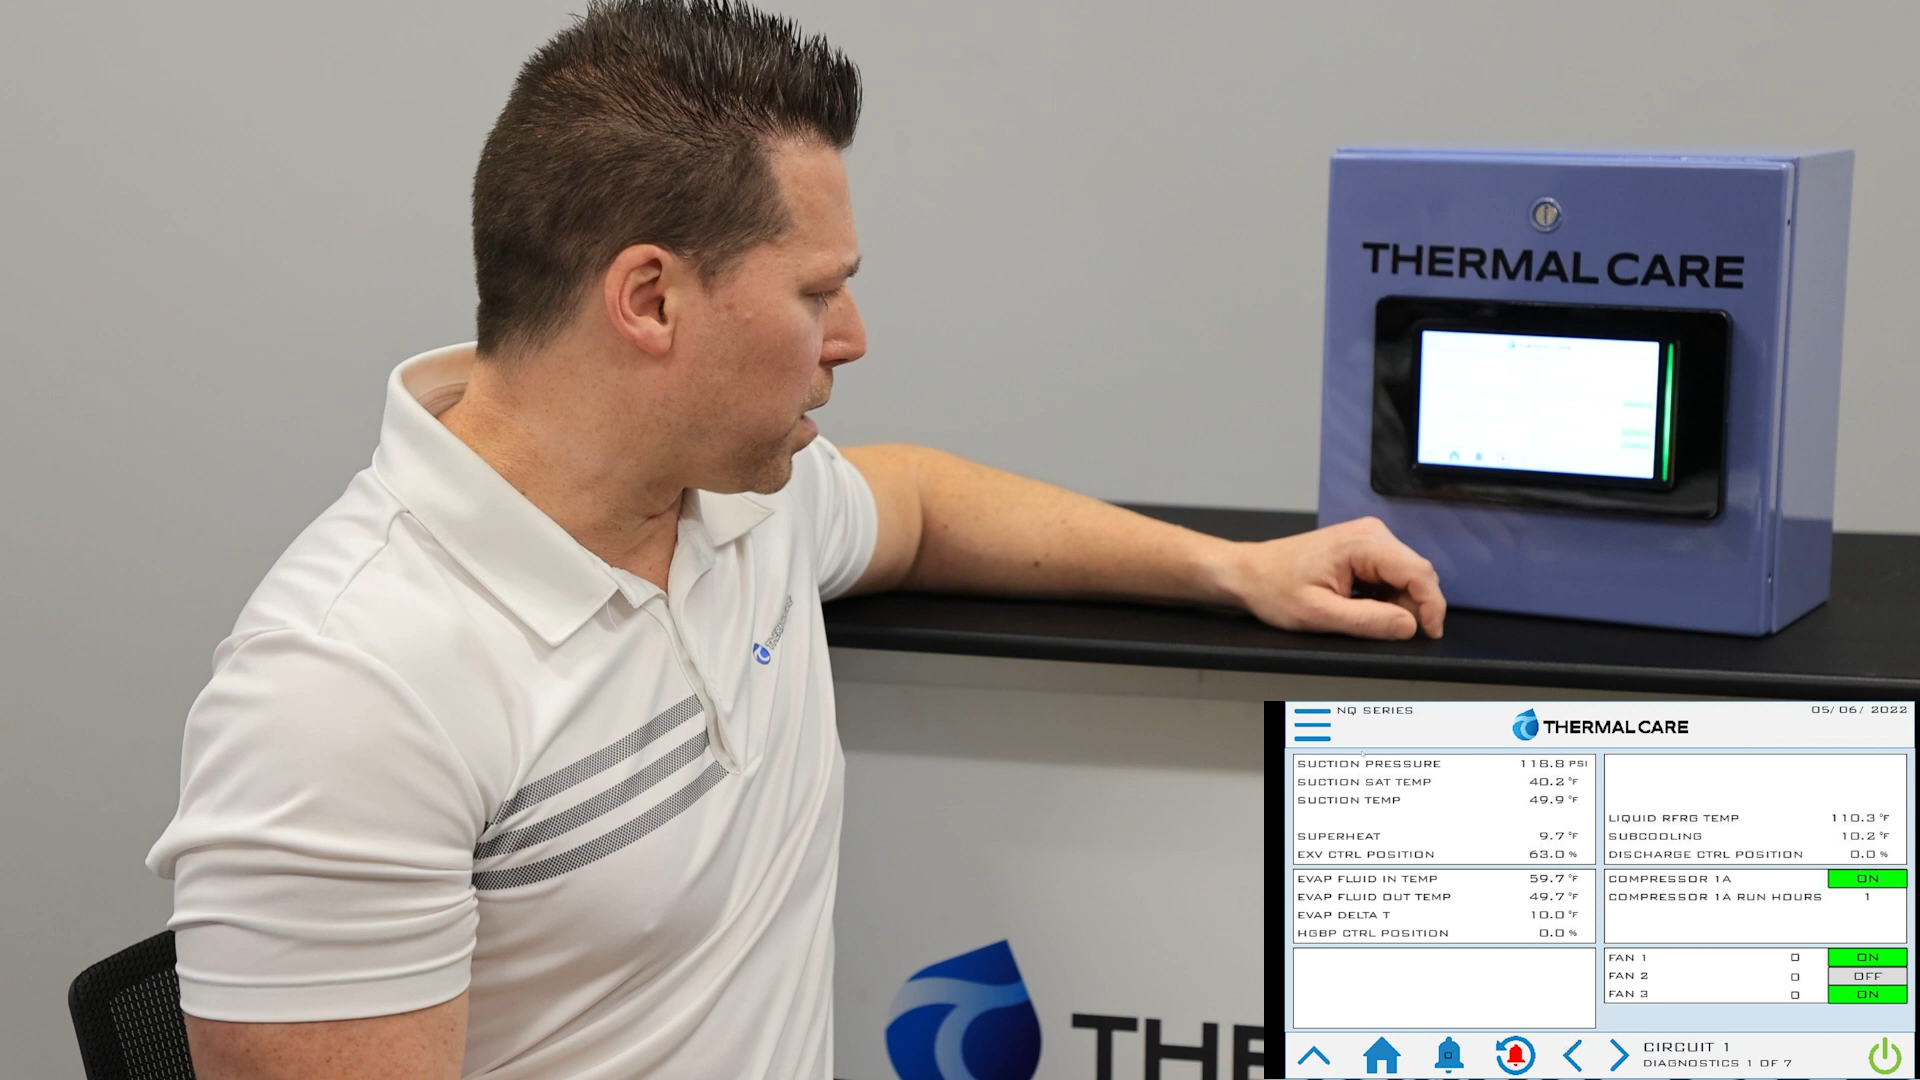 THERMAL CARE
NQ SERIES
05/06/2022
THERMAL CARE
SUCTION PRESSURE 118.8 PSI
SUCTION SAT TEMP 40.2 °F
SUCTION TEMP 49.9 °F
SUPERHEAT 9.7 °F
EXV CTRL POSITION 63.0 %
LIQUID RFRG TEMP 110.3 °F
SUBCOOLING 10.2 °F
DISCHARGE CTRL POSITION 0.0 %
EVAP FLUID IN TEMP 59.7 °F
EVAP FLUID OUT TEMP 49.7 °F
EVAP DELTA T 10.0 °F
HGBP CTRL POSITION 0.0 %
COMPRESSOR 1A ON
COMPRESSOR 1A RUN HOURS 1
FAN 1 0 ON
FAN 2 0 OFF
FAN 3 0 ON
0
CIRCUIT 1
DIAGNOSTICS 1 OF 7
THE